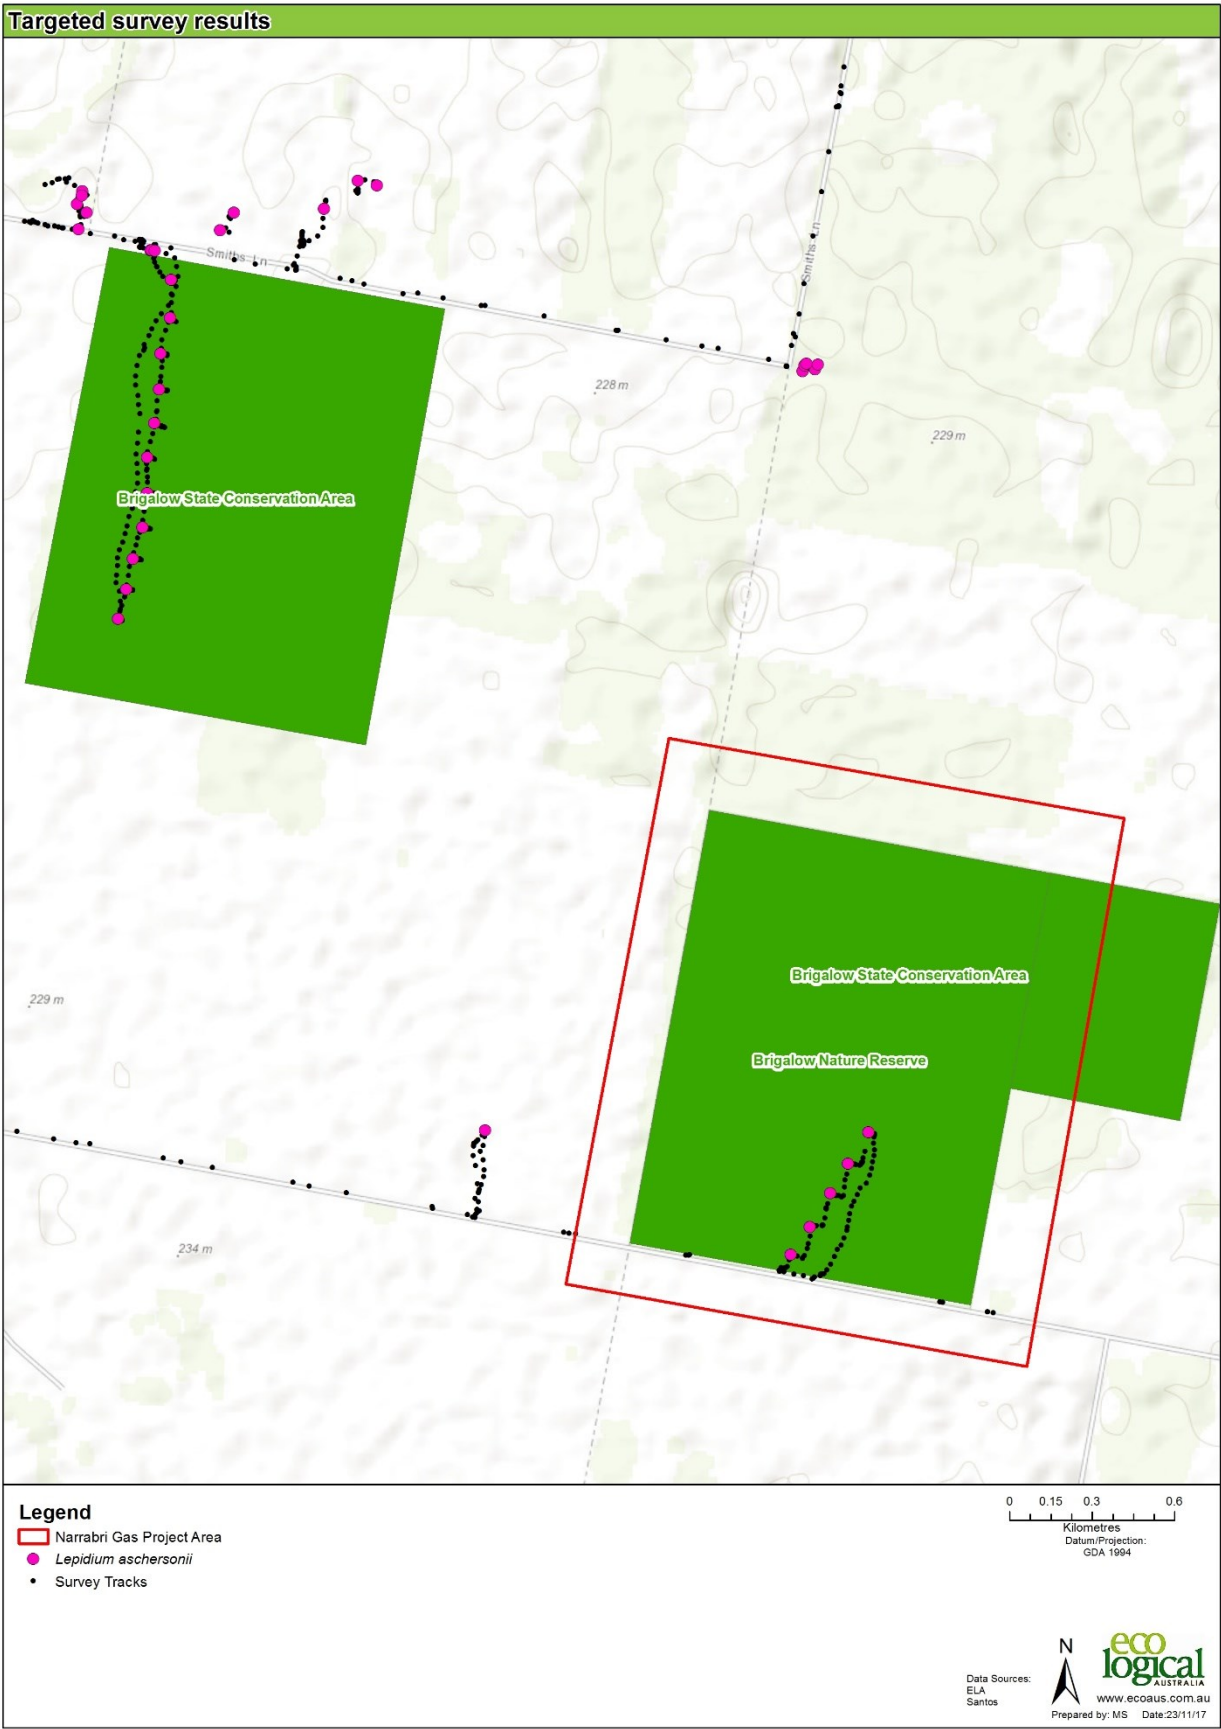 Targeted survey results
Smiths Ln
Smiths Ln
228 m
229 m
Brigalow State Conservation Area
Brigalow State Conservation Area
229 m
Brigalow Nature Reserve
234 m
Legend
Narrabri Gas Project Area
Lepidium aschersonii
Survey Tracks
0 0.15 0.3 0.6
Kilometres
Datum/Projection:
GDA 1994
Data Sources:
ELA
Santos
N
eco
logical
AUSTRALIA
www.ecoaus.com.au
Prepared by: MS Date:23/11/17